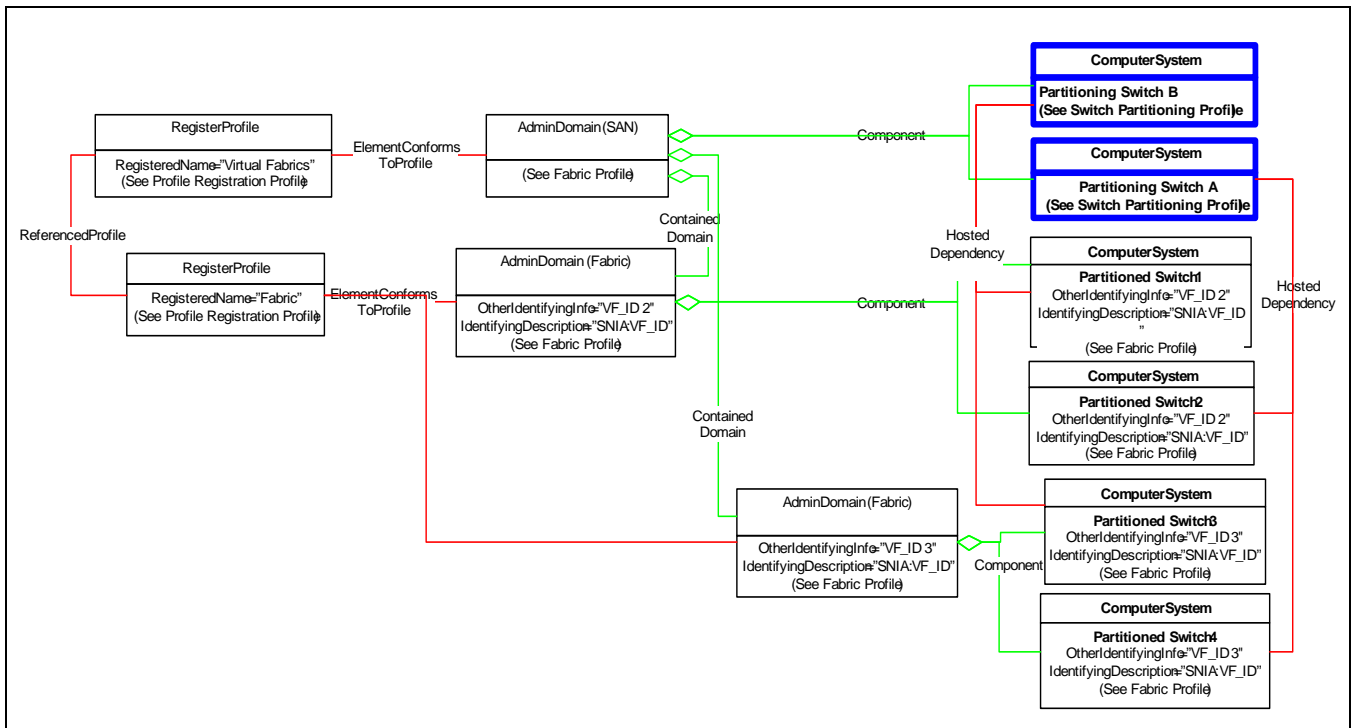 ComputerSystem
Partitioning Switch B
(See Switch Partitioning Profile)
RegisterProfile
RegisteredName="Virtual Fabrics"
(See Profile Registration Profile)
ElementConforms
ToProfile
AdminDomain (SAN)
(See Fabric Profile)
Component
ComputerSystem
Partitioning Switch A
(See Switch Partitioning Profile)
ReferencedProfile
Contained
Domain
Hosted
Dependency
RegisterProfile
RegisteredName="Fabric"
(See Profile Registration Profile)
ElementConforms
ToProfile
AdminDomain (Fabric)
OtherIdentifyingInfo="VF_ID 2"
IdentifyingDescription="SNIA:VF_ID"
(See Fabric Profile)
Component
ComputerSystem
Partitioned Switch1
OtherIdentifyingInfo="VF_ID 2"
IdentifyingDescription="SNIA:VF_ID
"
(See Fabric Profile)
Hosted
Dependency
ComputerSystem
Partitioned Switch2
OtherIdentifyingInfo="VF_ID 2"
IdentifyingDescription="SNIA:VF_ID"
(See Fabric Profile)
Contained
Domain
AdminDomain (Fabric)
OtherIdentifyingInfo="VF_ID 3"
IdentifyingDescription="SNIA:VF_ID"
(See Fabric Profile)
Component
ComputerSystem
Partitioned Switch3
OtherIdentifyingInfo="VF_ID 3"
IdentifyingDescription="SNIA:VF_ID"
(See Fabric Profile)
ComputerSystem
Partitioned Switch4
OtherIdentifyingInfo="VF_ID 3"
IdentifyingDescription="SNIA:VF_ID"
(See Fabric Profile)